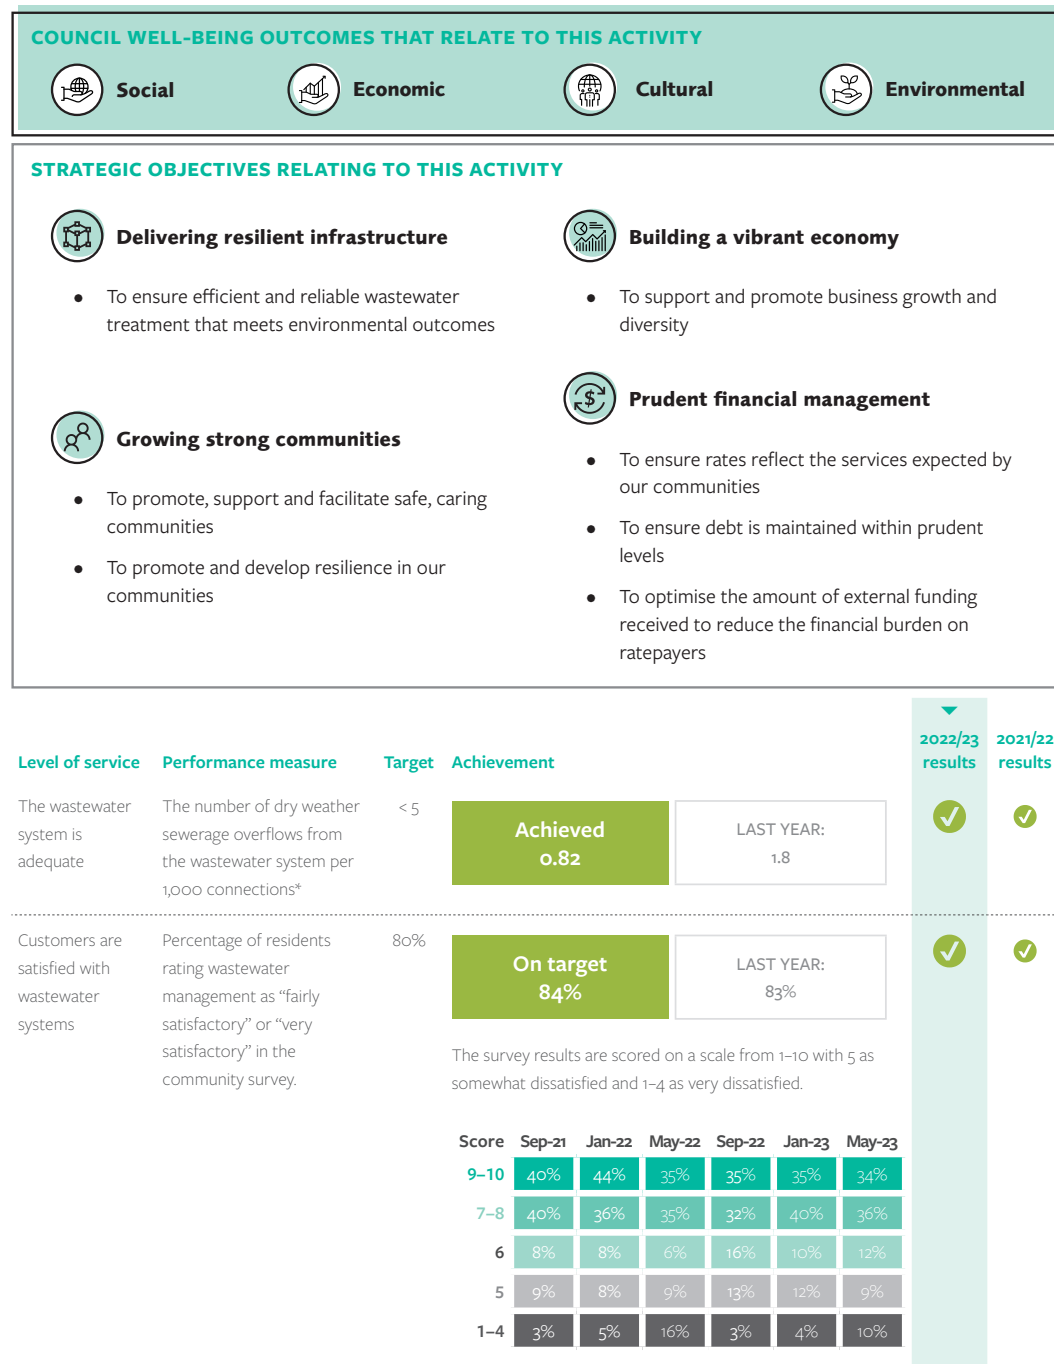 COUNCIL WELL-BEING OUTCOMES THAT RELATE TO THIS ACTIVITY
Social
Economic
Cultural
Environmental
STRATEGIC OBJECTIVES RELATING TO THIS ACTIVITY
Delivering resilient infrastructure
• To ensure efficient and reliable wastewater
treatment that meets environmental outcomes
Growing strong communities
• To promote, support and facilitate safe, caring
communities
• To promote and develop resilience in our
communities
Building a vibrant economy
• To support and promote business growth and
diversity
$
Prudent financial management
• To ensure rates reflect the services expected by
our communities
• To ensure debt is maintained within prudent
levels
• To optimise the amount of external funding
received to reduce the financial burden on
ratepayers
Level of service Performance measure Target Achievement 2022/23 results 2021/22 results
The wastewater
system is
adequate
The number of dry weather
sewerage overflows from
the wastewater system per
1,000 connections*
< 5
Achieved
0.82
LAST YEAR:
1.8
Customers are
satisfied with
wastewater
systems
Percentage of residents
rating wastewater
management as “fairly
satisfactory” or “very
satisfactory” in the
community survey.
80%
On target
84%
LAST YEAR:
83%
The survey results are scored on a scale from 1–10 with 5 as
somewhat dissatisfied and 1–4 as very dissatisfied.
Score Sep-21 Jan-22 May-22 Sep-22 Jan-23 May-23
9–10 40% 44% 35% 35% 35% 34%
7–8 40% 36% 35% 32% 40% 36%
6 8% 8% 6% 16% 10% 12%
5 9% 8% 9% 13% 12% 9%
1–4 3% 5% 16% 3% 4% 10%